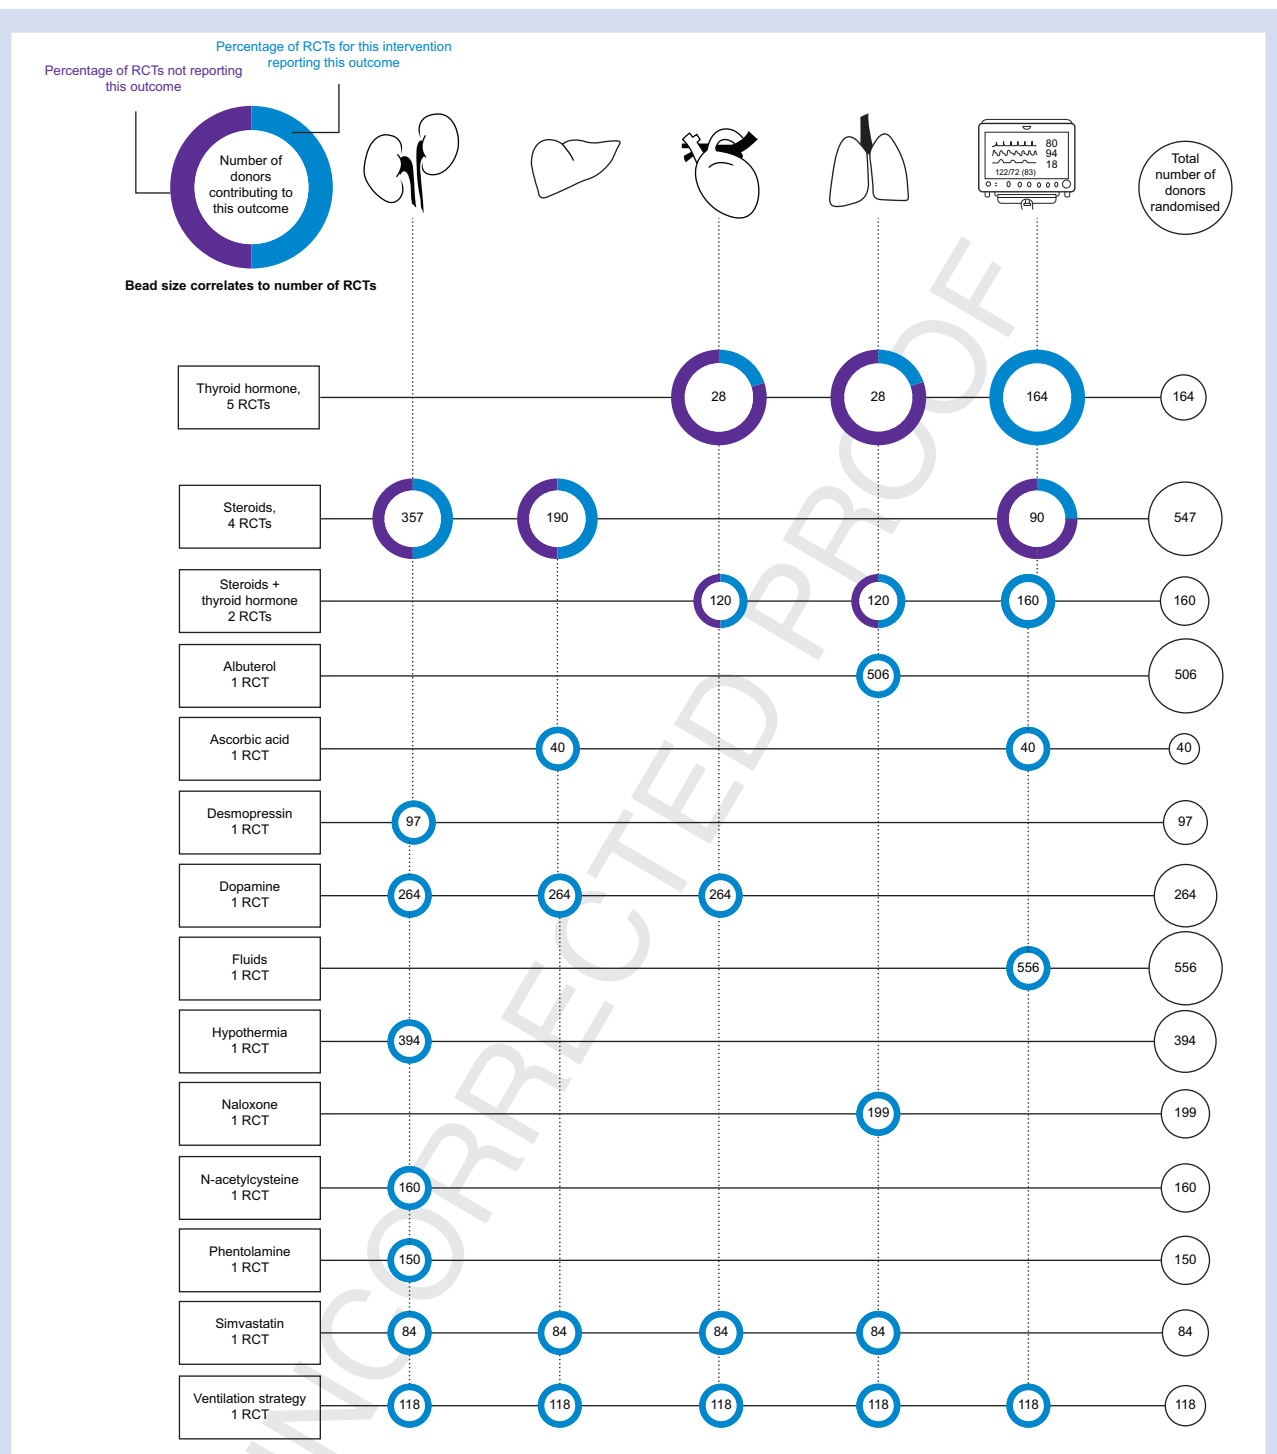 Percentage of RCTs for this intervention
reporting this outcome
Percentage of RCTs not reporting
this outcome
Number of
donors
contributing to
this outcome
80
94
18
122/72 (83)
Total
number of
donors
randomised
Bead size correlates to number of RCTs
Thyroid hormone,
5 RCTs
28
28
164
164
Steroids,
4 RCTs
357
190
90
547
Steroids +
thyroid hormone
2 RCTs
120
120
160
160
Albuterol
1 RCT
506
506
Ascorbic acid
1 RCT
40
40
40
Desmopressin
1 RCT
97
97
Dopamine
1 RCT
264
264
264
264
Fluids
1 RCT
556
556
Hypothermia
1 RCT
394
394
Naloxone
1 RCT
199
199
N-acetylcysteine
1 RCT
160
160
Phentolamine
1 RCT
150
150
Simvastatin
1 RCT
84
84
84
84
84
Ventilation strategy
1 RCT
118
118
118
118
118
118
UNCORRECTED PROOF